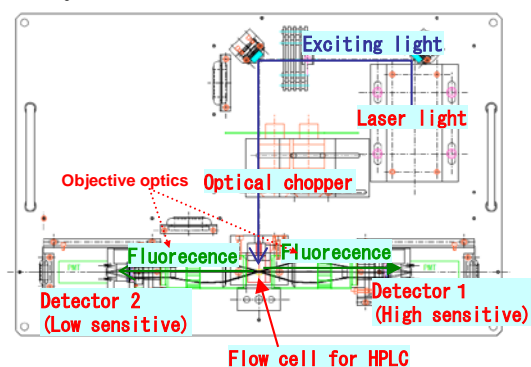 Exciting light
Laser light
Objective optics
Optical chopper
Fluorecence
Fluorecence
PMT
Detector 2
(Low sensitive)
Detector 1
(High sensitive)
Flow cell for HPLC